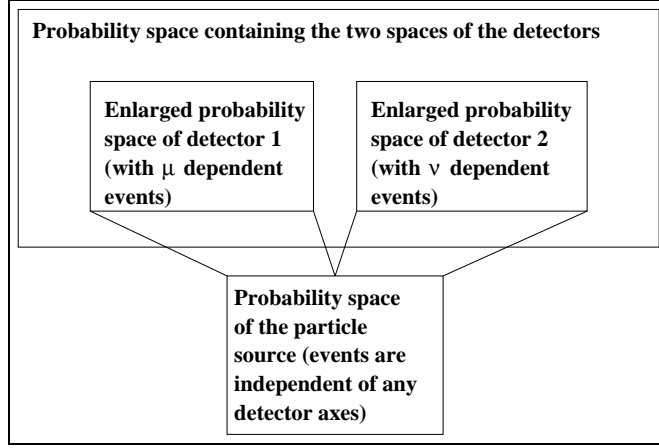 Probability space containing the two spaces of the detectors
Enlarged probability
space of detector 1
(with μ dependent
events)
Enlarged probability
space of detector 2
(with ν dependent
events)
Probability space
of the particle
source (events are
independent of any
detector axes)